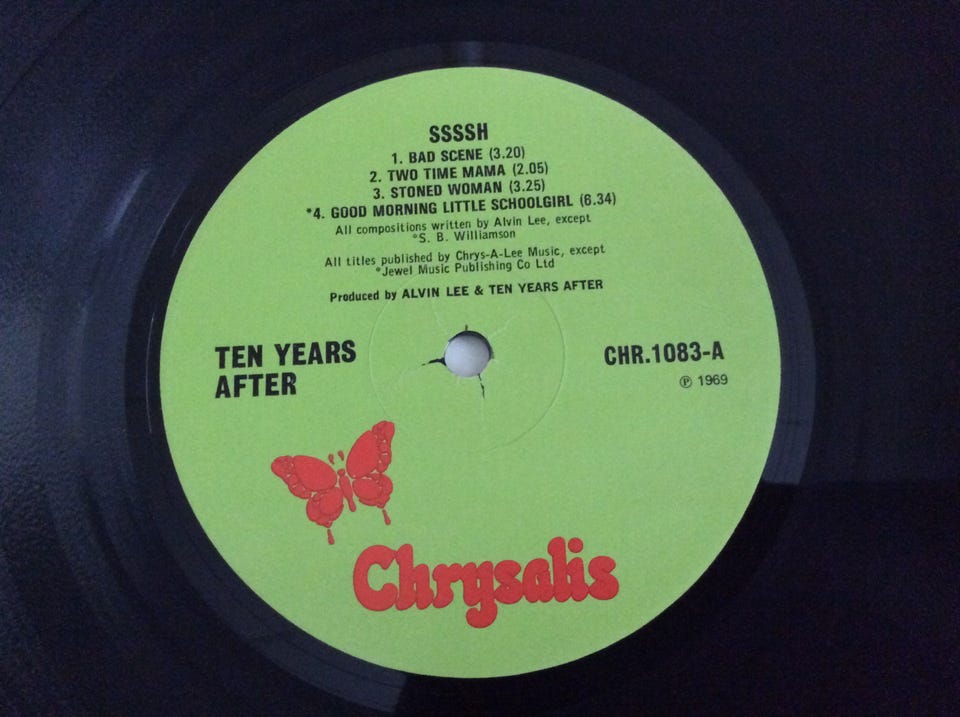 SSSSH
1. BAD SCENE (3.20)
2. TWO TIME MAMA (2.05)
3. STONED WOMAN (3.25)
*4. GOOD MORNING LITTLE SCHOOLGIRL (6.34)
All compositions written by Alvin Lee, except
*S. B. Williamson
All titles published by Chrys-A-Lee Music, except
*Jewel Music Publishing Co Ltd
Produced by ALVIN LEE & TEN YEARS AFTER
TEN YEARS
AFTER
CHR.1083-A
℗ 1969
Chrysalis